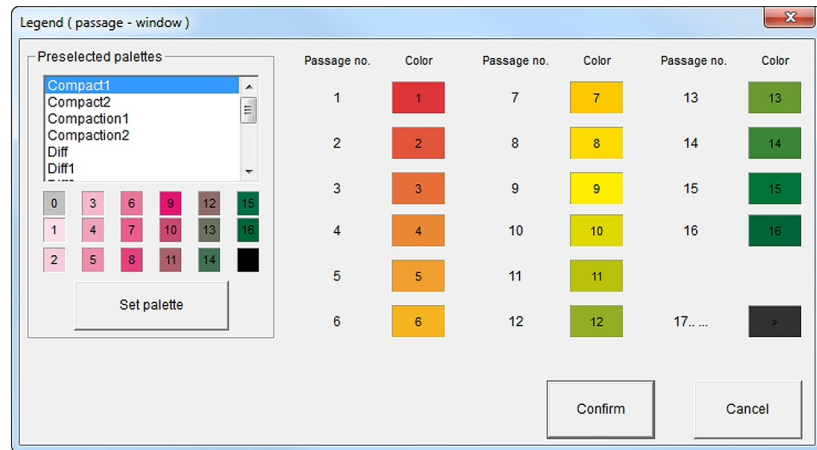 Legend ( passage - window )
Preselected palettes
Compact1
Compact2
Compaction1
Compaction2
Diff
Diff1
0 3 6 9 12 15
1 4 7 10 13 16
2 5 8 11 14
Set palette
Passage no. Color Passage no. Color Passage no. Color
1 1 7 7 13 13
2 2 8 8 14 14
3 3 9 9 15 15
4 4 10 10 16 16
5 5 11 11
6 6 12 12 17.. ... >
Confirm Cancel